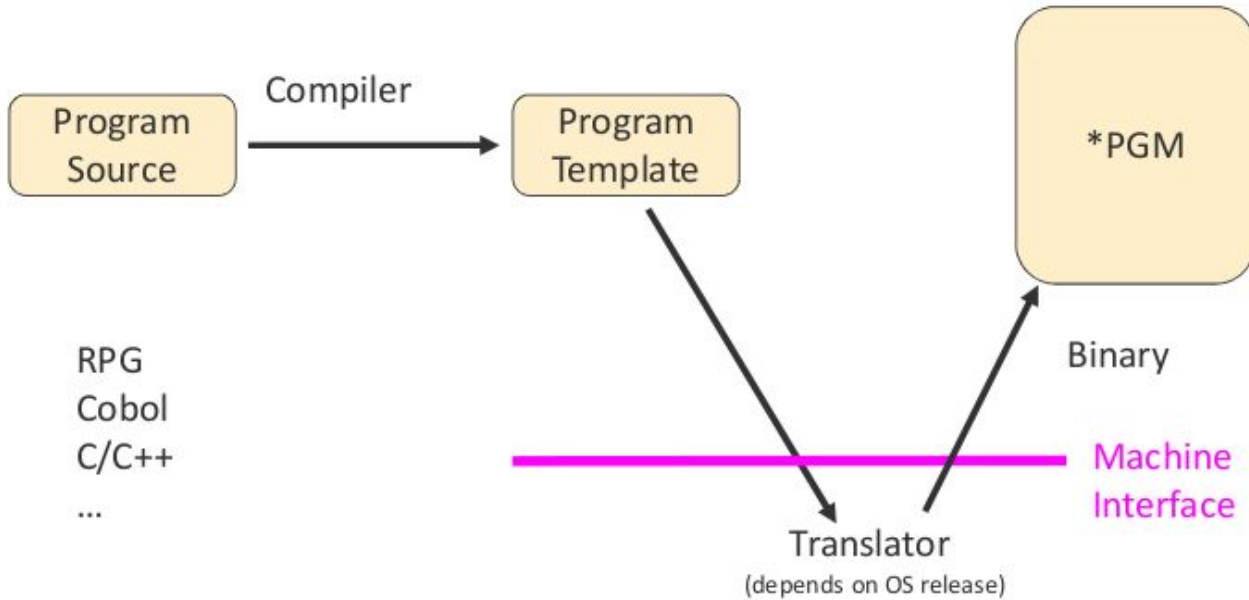 Compiler
Program
Source
Program
Template
*PGM
RPG
Cobol
C/C++
...
Binary
Machine
Interface
Translator
(depends on OS release)